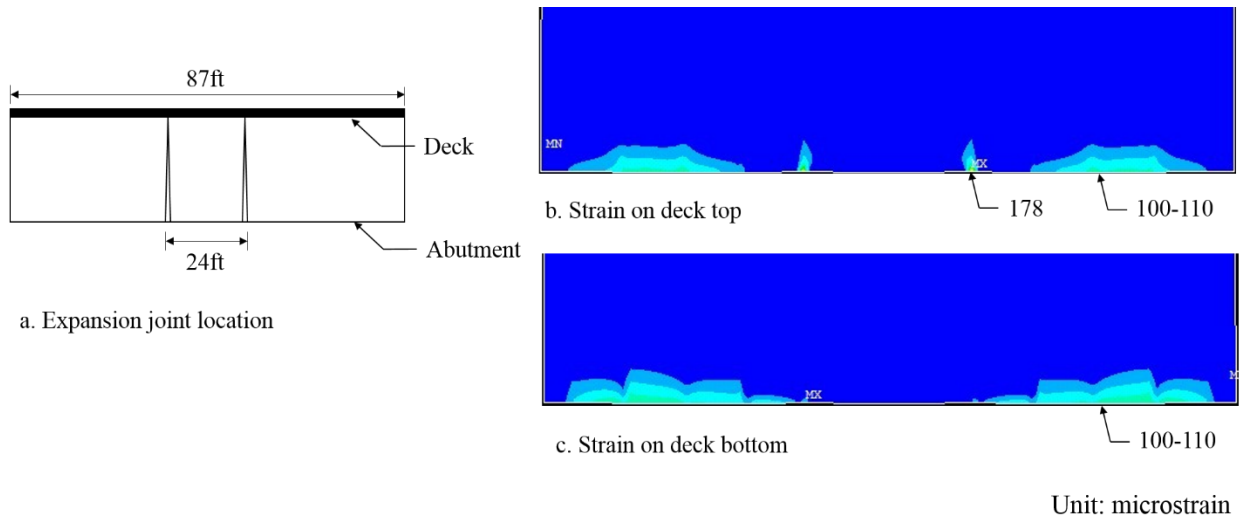 87ft
Deck
Abutment
24ft
a. Expansion joint location
MN
MX
b. Strain on deck top
178
100-110
MX
M
c. Strain on deck bottom
100-110
Unit: microstrain